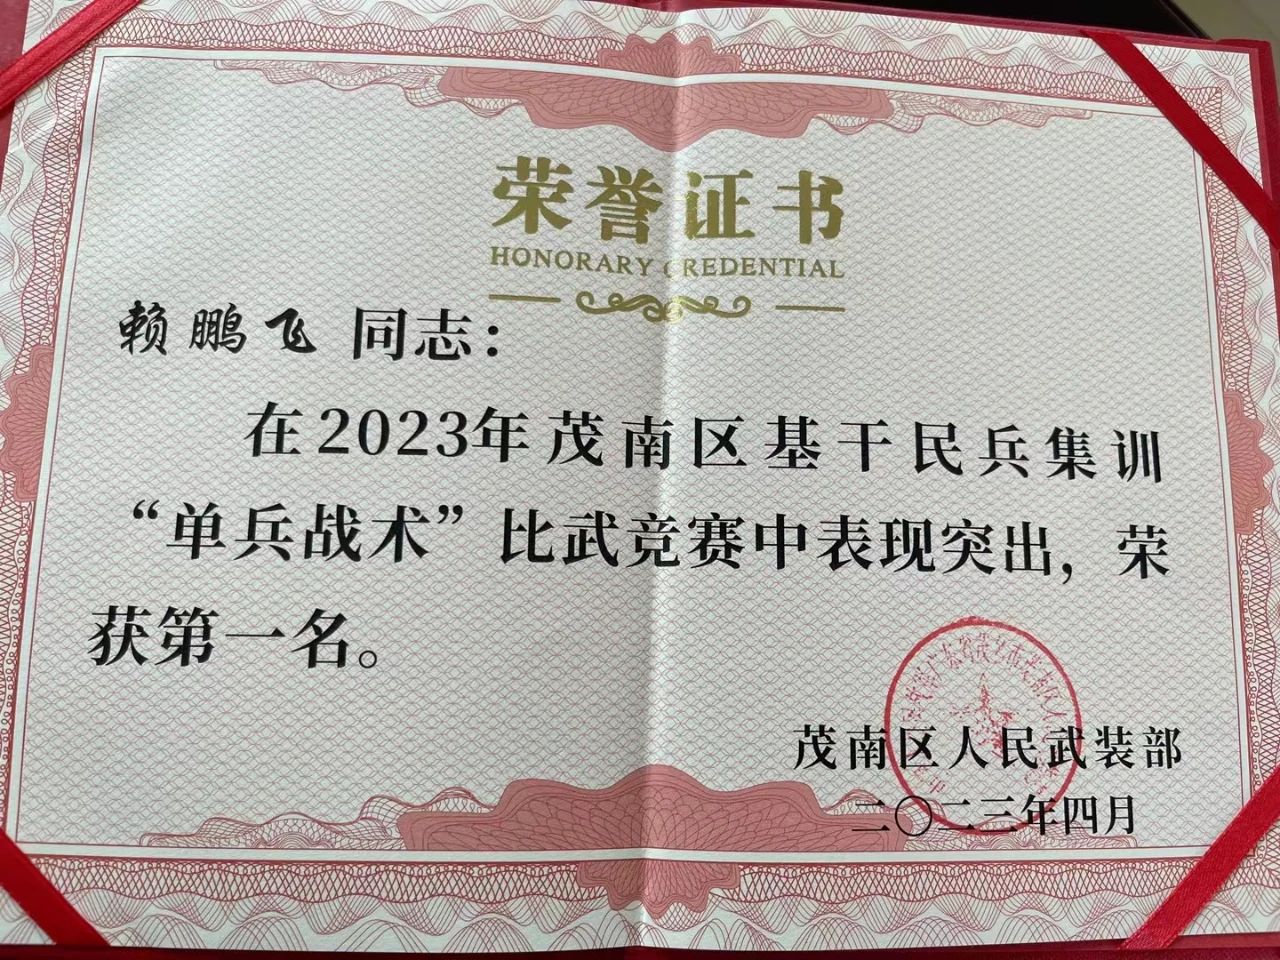 荣誉证书
HONORARY CREDENTIAL
赖鹏飞 同志：
在2023年茂南区基干民兵集训
“单兵战术”比武竞赛中表现突出，荣
获第一名。
茂南区人民武装部
二〇二三年四月